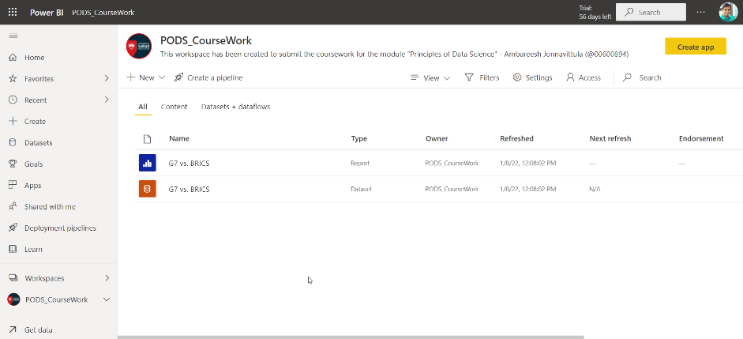 Power BI PODS_CourseWork
Trial:
56 days left
Search
PODS_CourseWork
This workspace has been created to submit the coursework for the module "Principles of Data Science" - Ambareesh Jonnavittula (@00600694)
Create app
New
Create a pipeline
View
Filters
Settings
Access
Search
All Content Datasets + dataflows
Name Type Owner Refreshed Next refresh Endorsement
G7 vs. BRICS Report PODS_CourseWork 1/8/22, 12:08:02 PM — —
G7 vs. BRICS Dataset PODS_CourseWork 1/8/22, 12:08:02 PM N/A
Home
Favorites
Recent
Create
Datasets
Goals
Apps
Shared with me
Deployment pipelines
Learn
Workspaces
PODS_CourseWork
Get data